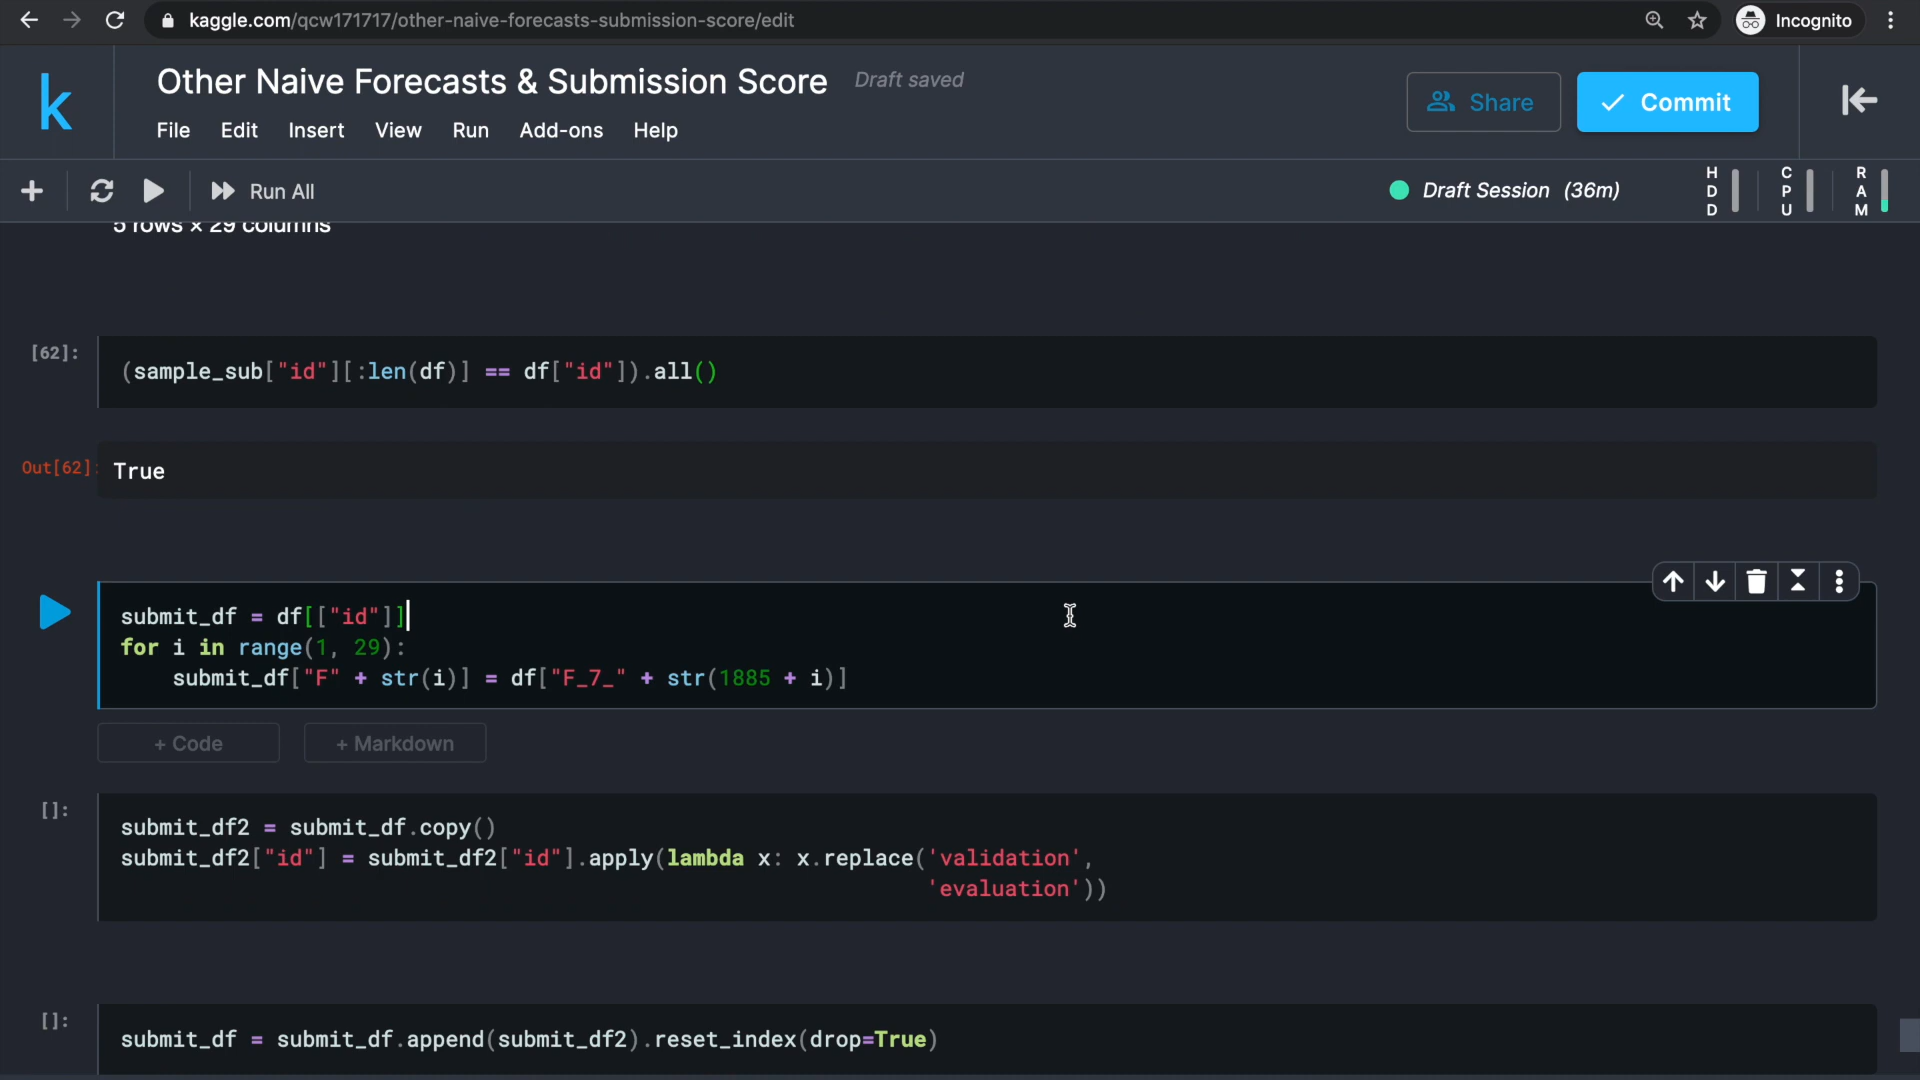 kaggle.com/qcw171717/other-naive-forecasts-submission-score/edit
Incognito
k
Other Naive Forecasts & Submission Score
Draft saved
File Edit Insert View Run Add-ons Help
Share
Commit
Run All
Draft Session (36m)
HDD
CPU
RAM
5 rows × 29 columns
[62]:
(sample_sub["id"][:len(df)] == df["id"]).all()
Out[62]:
True
submit_df = df[["id"]]
for i in range(1, 29):
    submit_df["F" + str(i)] = df["F_7_" + str(1885 + i)]
+ Code
+ Markdown
[]:
submit_df2 = submit_df.copy()
submit_df2["id"] = submit_df2["id"].apply(lambda x: x.replace('validation',
'evaluation'))
[]:
submit_df = submit_df.append(submit_df2).reset_index(drop=True)